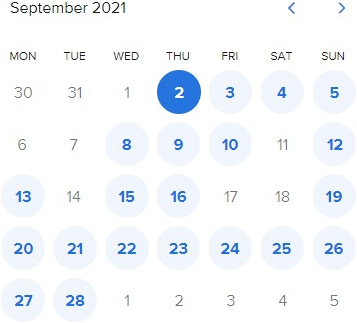 September 2021
MON TUE WED THU FRI SAT SUN
30 31 1 2 3 4 5
6 7 8 9 10 11 12
13 14 15 16 17 18 19
20 21 22 23 24 25 26
27 28 1 2 3 4 5